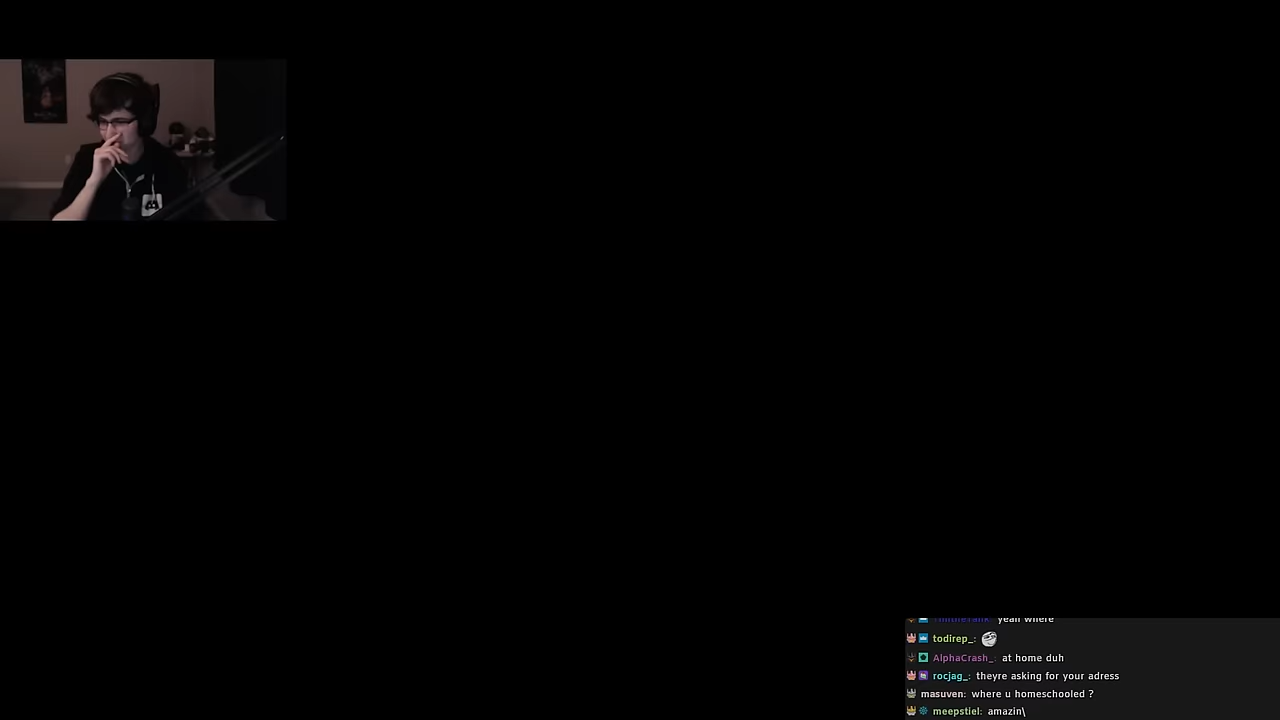 yeah where
todirep_:
AlphaCrash_: at home duh
rocjag_: theyre asking for your adress
masuven: where u homeschooled ?
meepstiel: amazin\